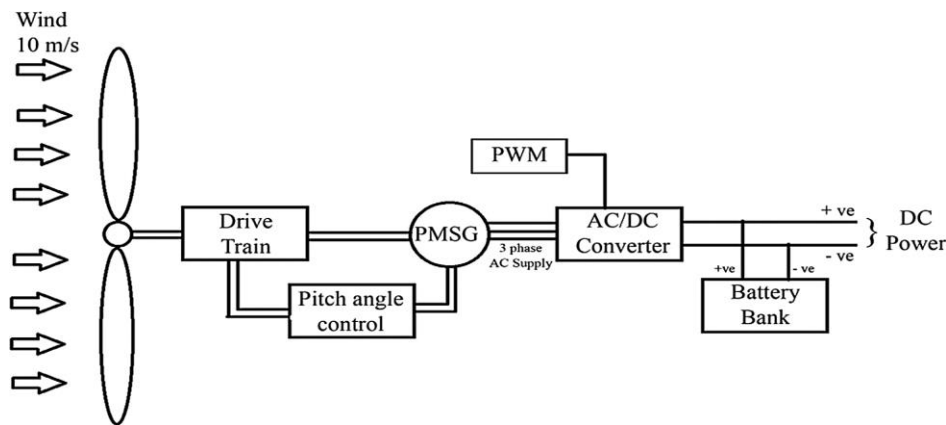 Wind
10 m/s
PWM
Drive
Train
PMSG
3 phase
AC Supply
AC/DC
Converter
+ ve
- ve
DC
Power
Pitch angle
control
+ve
- ve
Battery
Bank